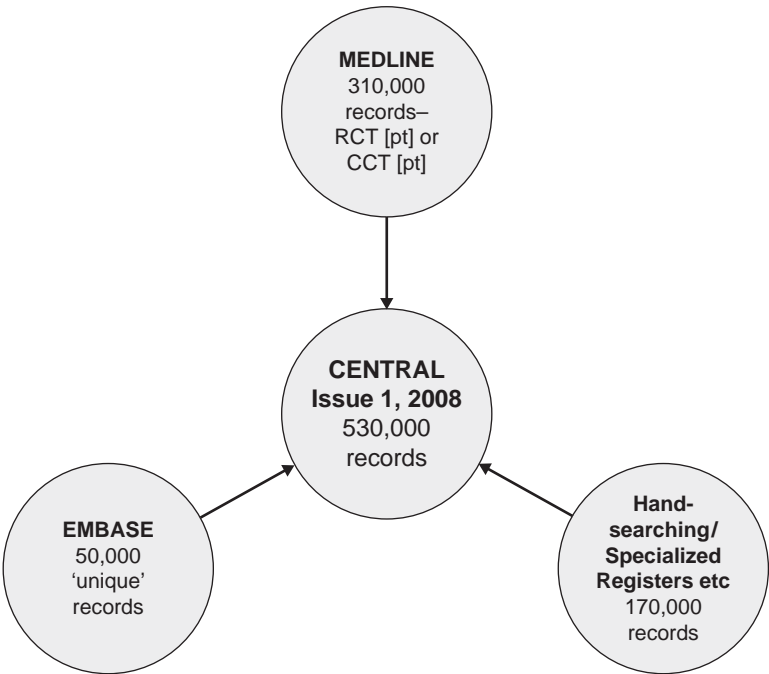 MEDLINE
310,000
records–
RCT [pt] or
CCT [pt]
CENTRAL
Issue 1, 2008
530,000
records
EMBASE
50,000
‘unique’
records
Hand-
searching/
Specialized
Registers etc
170,000
records